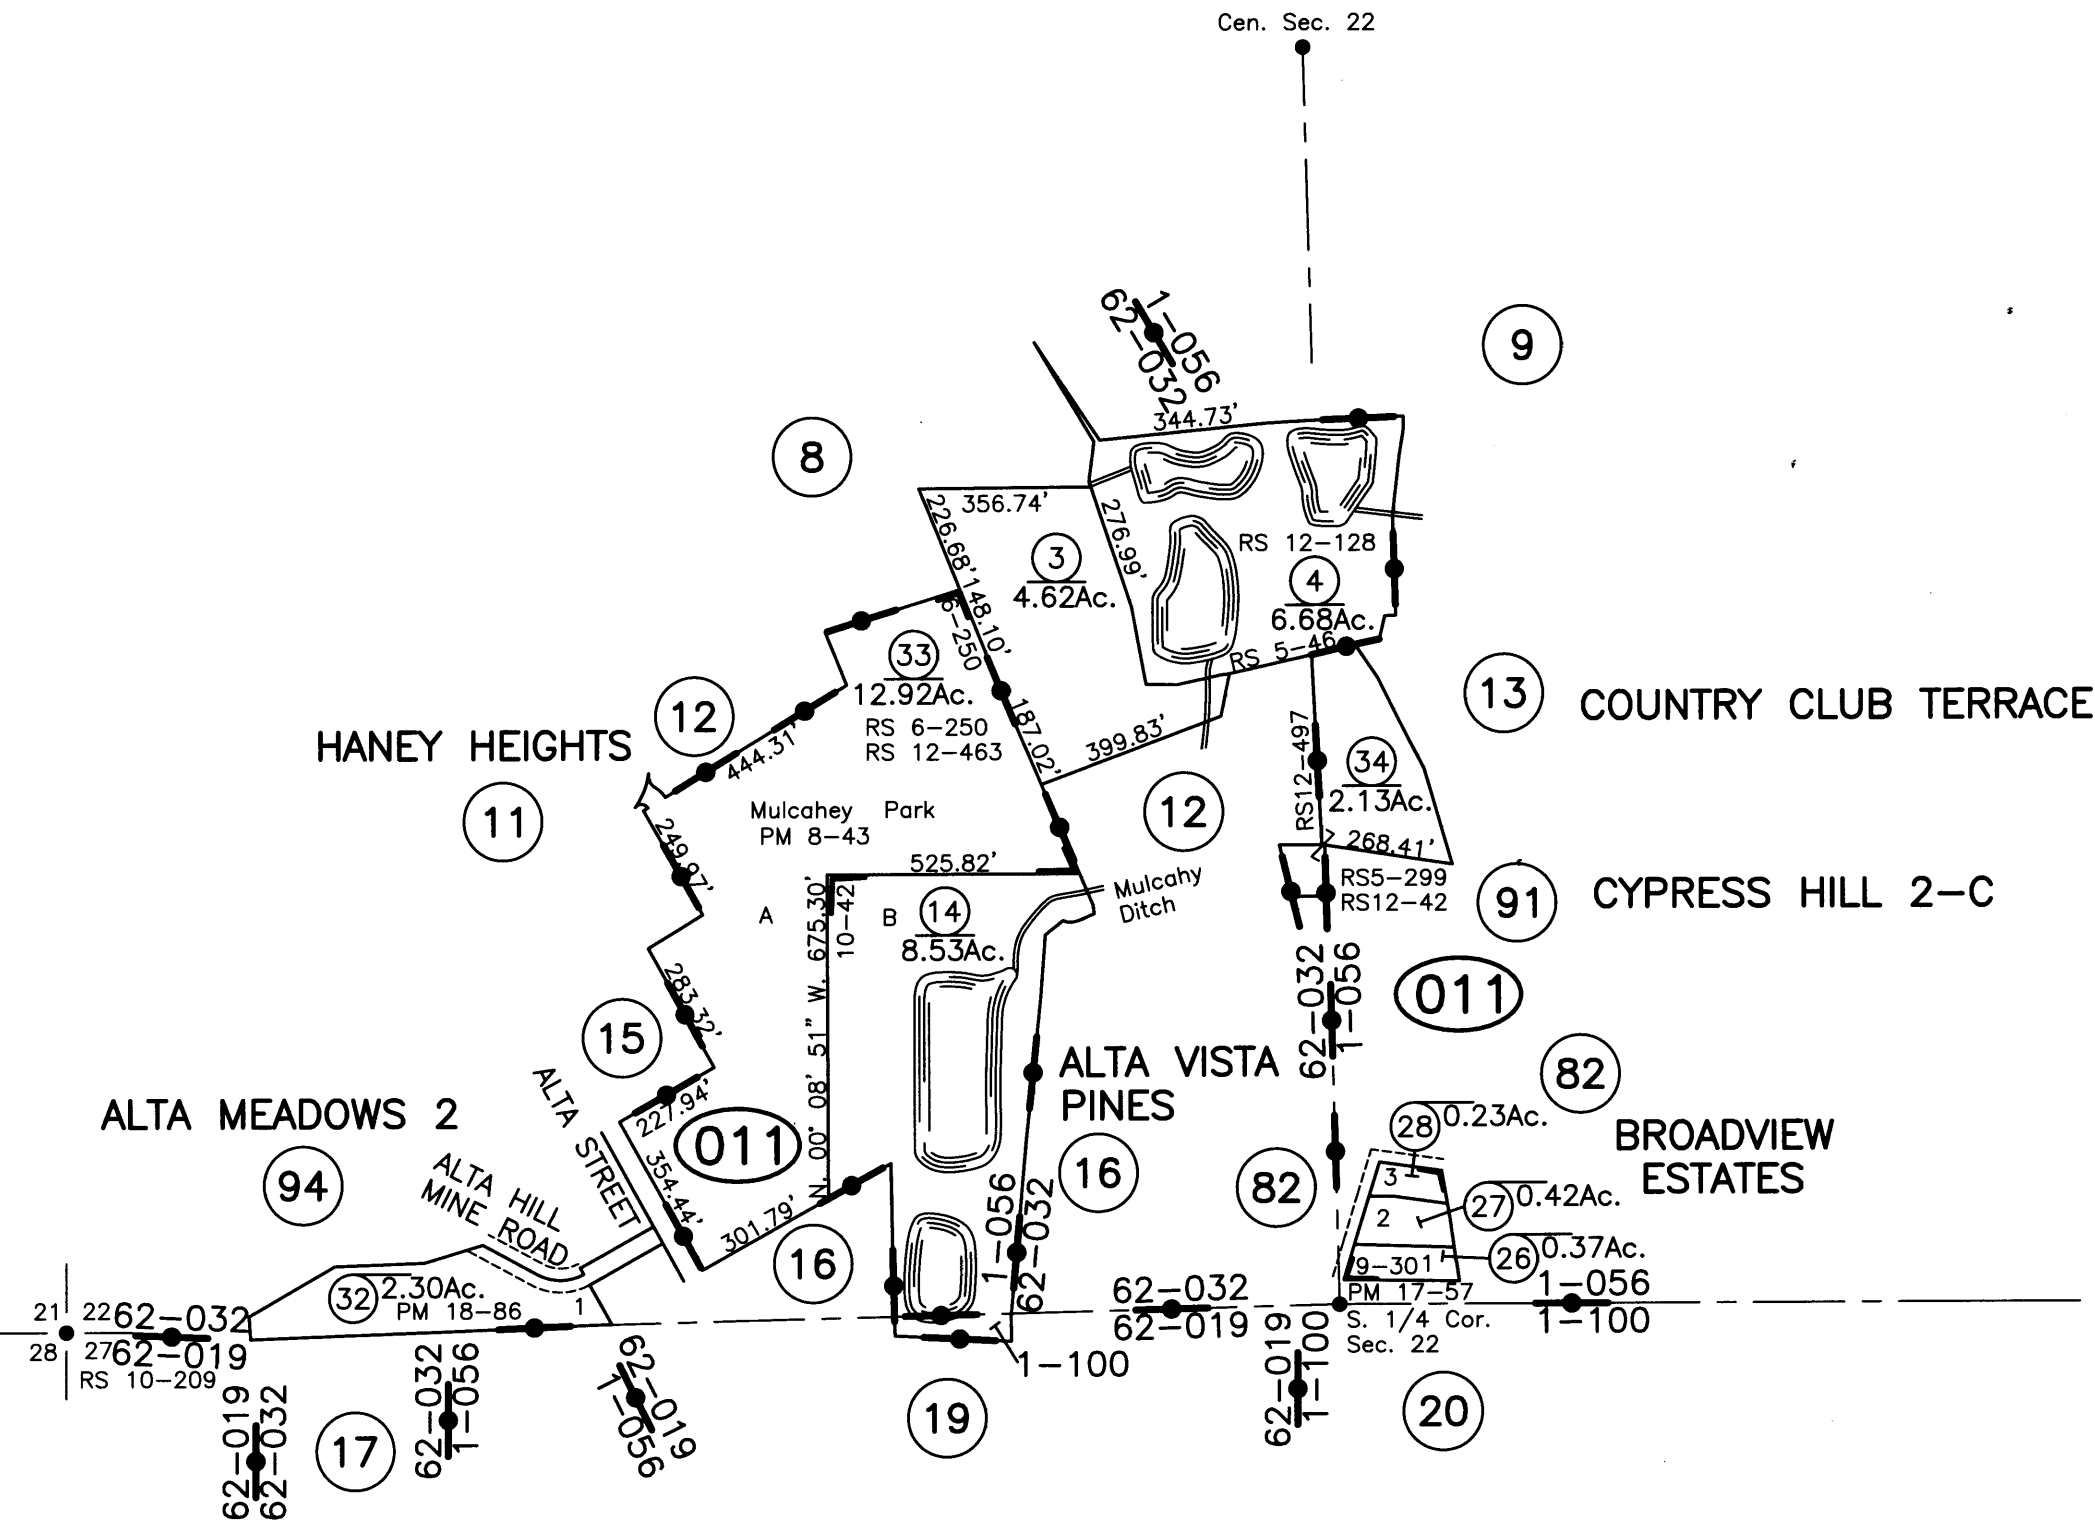 Cen. Sec. 22
1-056
62-032
9
344.73'
8
356.74'
226.68'
276.99'
RS 12-128
3
4.62Ac.
4
6.68Ac.
148.10'
6-250
RS 5-46
33
12.92Ac.
RS 6-250
RS 12-463
187.02'
399.83'
13
COUNTRY CLUB TERRACE
12
HANEY HEIGHTS
444.31'
11
RS12-497
34
2.13Ac.
12
Mulcahey Park
PM 8-43
249.97'
268.41'
525.82'
RS5-299
RS12-42
91
CYPRESS HILL 2-C
Mulcahy
Ditch
A
N. 00° 08' 51" W. 675.30'
10-42
B
14
8.53Ac.
283.32'
62-032
1-056
011
15
ALTA VISTA
PINES
82
227.94'
ALTA STREET
011
ALTA MEADOWS 2
94
28
0.23Ac.
BROADVIEW
ESTATES
354.44'
16
82
3
ALTA HILL
MINE ROAD
27
0.42Ac.
2
301.79'
16
1-056
62-032
26
0.37Ac.
9-30
1
32
2.30Ac.
PM 18-86
1
62-032
62-019
PM 17-57
1-056
1-100
21
22
28
27
62-032
62-019
RS 10-209
S. 1/4 Cor.
Sec. 22
1-100
62-019
1-100
62-019
1-056
62-032
1-056
62-019
62-032
17
19
20